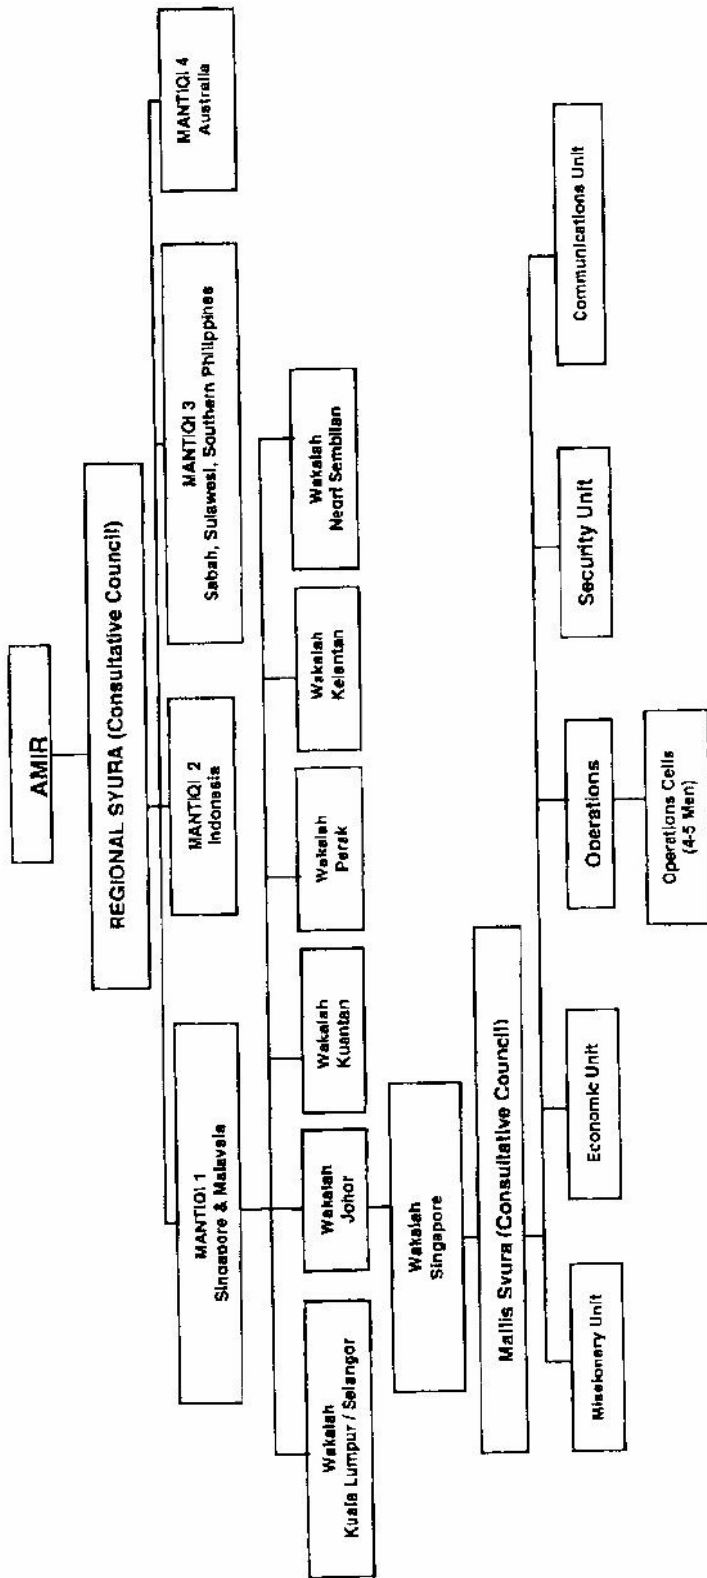 AMIR
REGIONAL SYURA (Consultative Council)
MANTIQI 1
Singapore & Malaysia
MANTIQI 2
Indonesia
MANTIQI 3
Sabah, Sulawesi, Southern Philippines
MANTIQI 4
Australia
Wakalah
Kuala Lumpur / Selangor
Wakalah
Johor
Wakalah
Kuantan
Wakalah
Perak
Wakalah
Kelantan
Wakalah
Negri Sembilan
Wakalah
Singapore
Majlis Syura (Consultative Council)
Missionary Unit
Economic Unit
Operations
Security Unit
Communications Unit
Operations Cells
(4-5 Men)